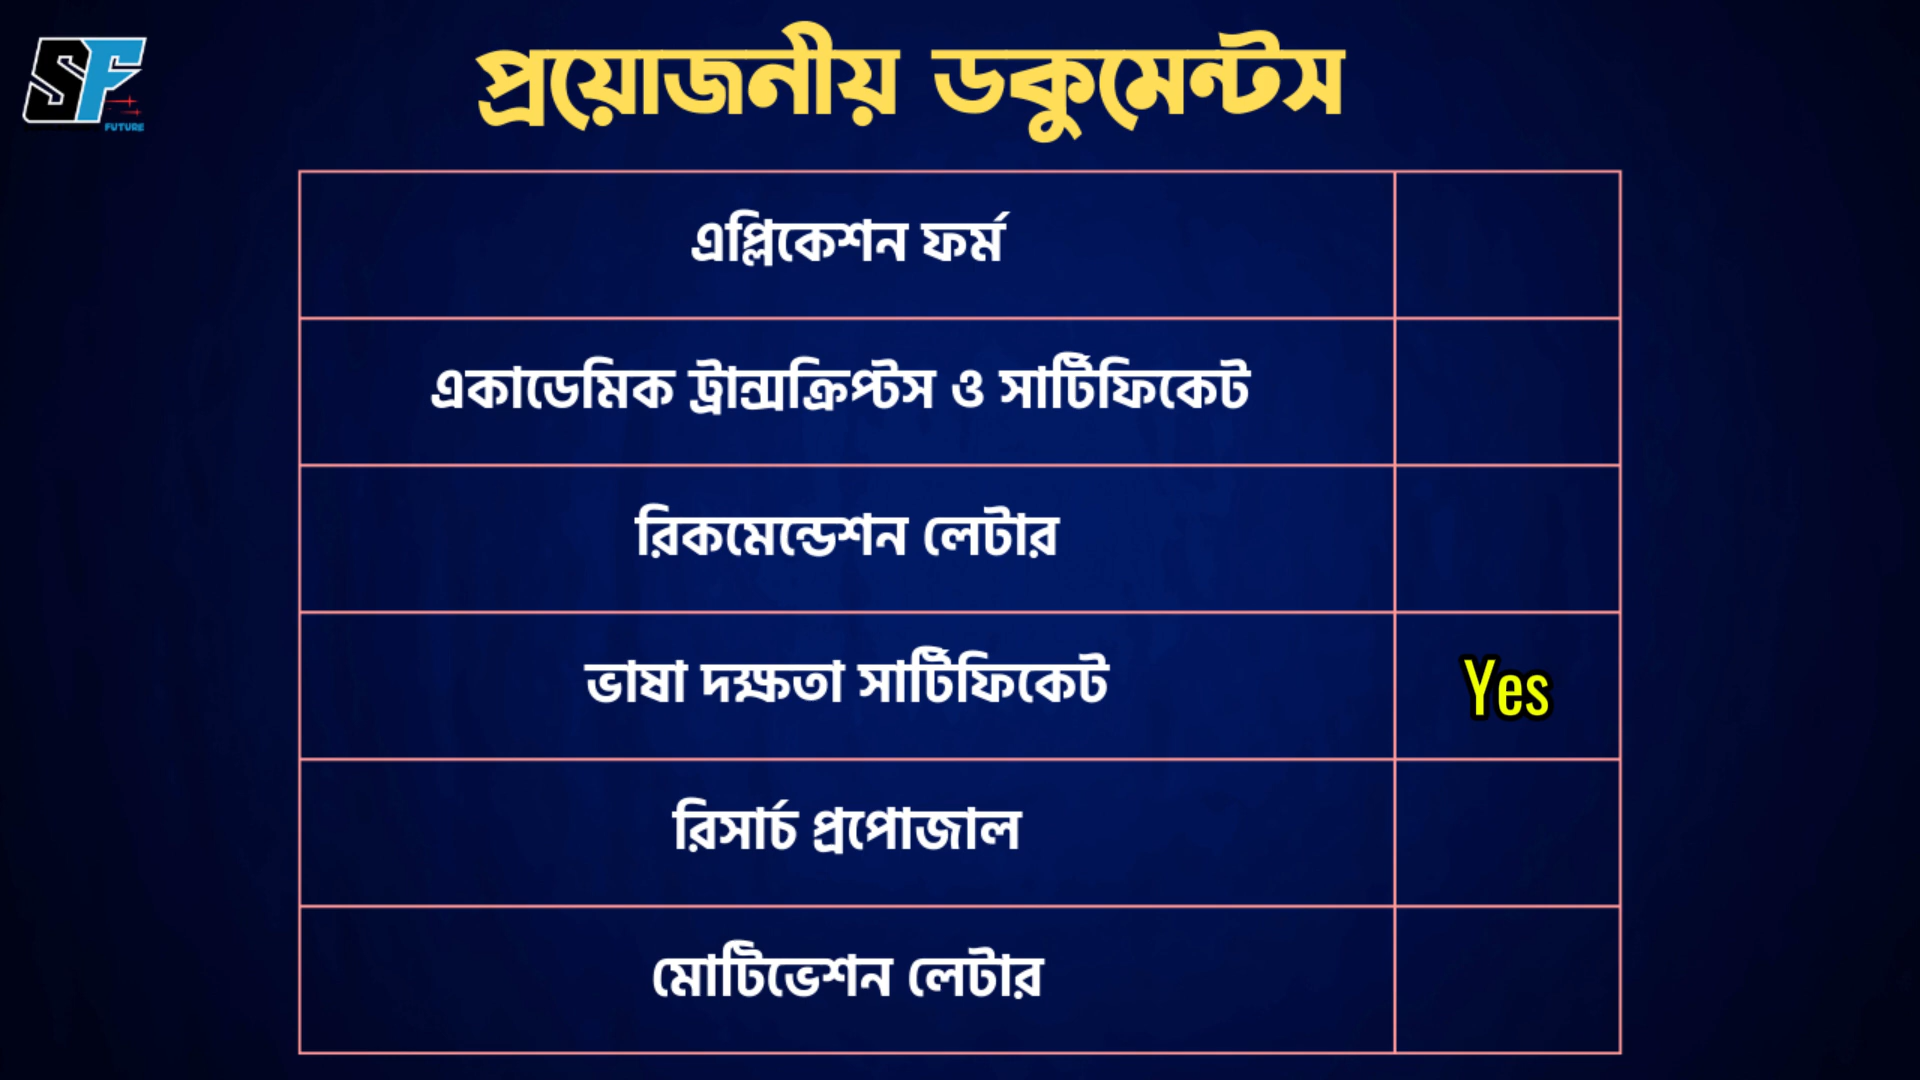 SF
FUTURE
প্রয়োজনীয় ডকুমেন্টস
এপ্লিকেশন ফর্ম
একাডেমিক ট্রান্সক্রিপ্টস ও সার্টিফিকেট
রিকমেন্ডেশন লেটার
ভাষা দক্ষতা সার্টিফিকেট
Yes
রিসার্চ প্রপোজাল
মোটিভেশন লেটার